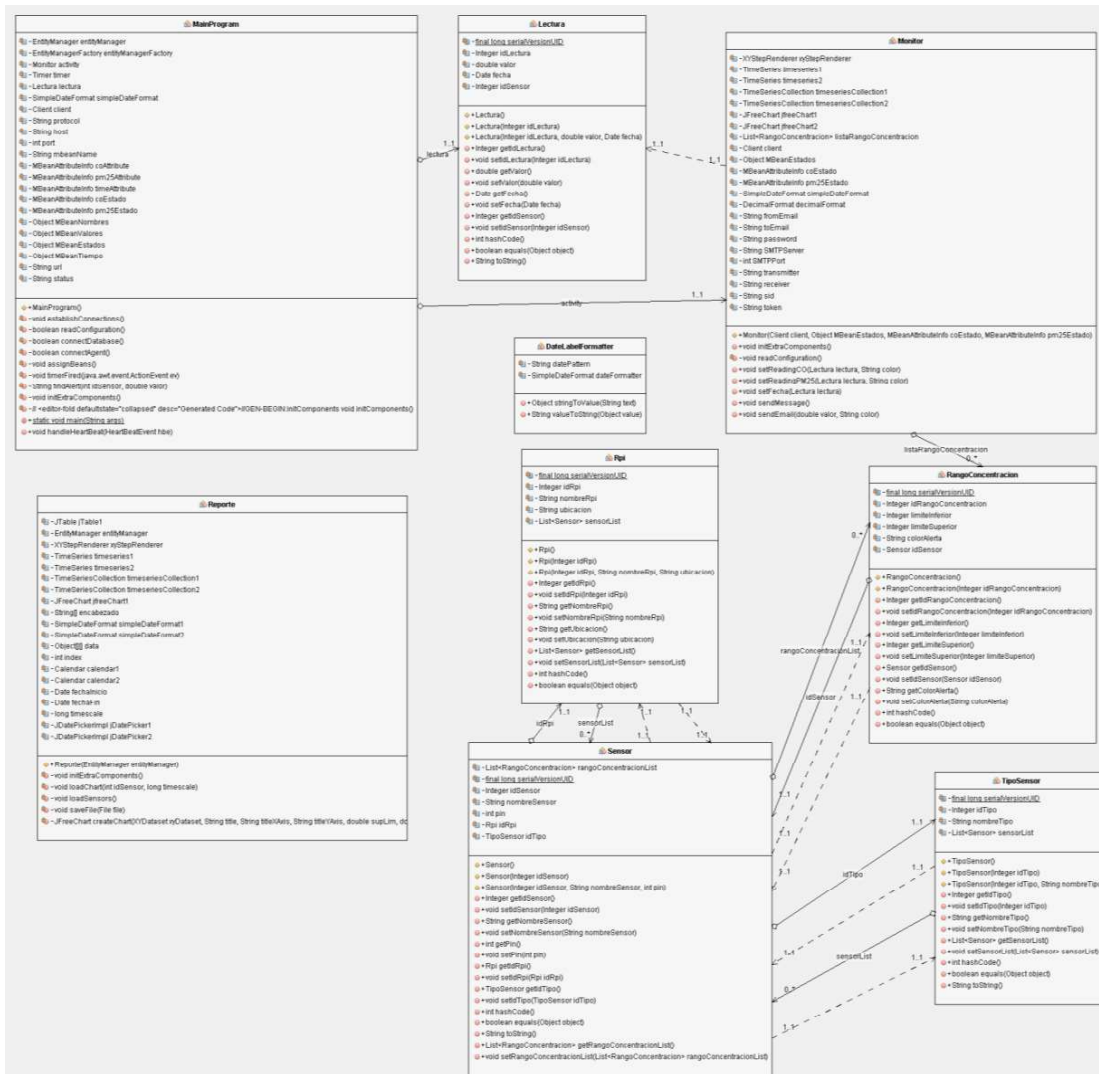 MainProgram
-EntityManager entityManager
-EntityManagerFactory entityManagerFactory
-Monitor activity
-Timer timer
-Lectura lectura
-SimpleDateFormat simpleDateFormat
-Client client
-String protocol
-String host
-int port
-String mbeanName
-MBeanAttributeInfo coAttribute
-MBeanAttributeInfo pm25Attribute
-MBeanAttributeInfo timeAttribute
-MBeanAttributeInfo coEstado
-MBeanAttributeInfo pm25Estado
-Object MBeanNombres
-Object MBeanValores
-Object MBeanEstados
-Object MBeanTiempo
-String url
-String status
+MainProgram()
-void establishConnections()
-boolean readConfiguration()
-boolean connectDatabase()
-boolean connectAgent()
-void assignBeans()
-void timerFired(java.awt.event.ActionEvent ev)
-String findAlert(int idSensor, double valor)
-void initExtraComponents()
-// <editor-fold defaultstate="collapsed" desc="Generated Code">//GEN-BEGIN:initComponents void initComponents()
+static void main(String args)
+void handleHeartBeat(HeartBeatEvent hbe)
lectura
1..1
Lectura
-final long serialVersionUID
-Integer idLectura
-double valor
-Date fecha
-Integer idSensor
+Lectura()
+Lectura(Integer idLectura)
+Lectura(Integer idLectura, double valor, Date fecha)
+Integer getIdLectura()
+void setIdLectura(Integer idLectura)
+double getValor()
+void setValor(double valor)
+Date getFecha()
+void setFecha(Date fecha)
+Integer getIdSensor()
+void setIdSensor(Integer idSensor)
+int hashCode()
+boolean equals(Object object)
+String toString()
1..1
activity
1..1
Monitor
-XYStepRenderer xyStepRenderer
-TimeSeries timeseries1
-TimeSeries timeseries2
-TimeSeriesCollection timeseriesCollection1
-TimeSeriesCollection timeseriesCollection2
-JFreeChart jfreeChart1
-JFreeChart jfreeChart2
-List<RangoConcentracion> listaRangoConcentracion
-Client client
-Object MBeanEstados
-MBeanAttributeInfo coEstado
-MBeanAttributeInfo pm25Estado
-SimpleDateFormat simpleDateFormat
-DecimalFormat decimalFormat
-String fromEmail
-String toEmail
-String password
-String SMTPServer
-int SMTPPort
-String transmitter
-String receiver
-String sid
-String token
+Monitor(Client client, Object MBeanEstados, MBeanAttributeInfo coEstado, MBeanAttributeInfo pm25Estado)
+void initExtraComponents()
-void readConfiguration()
+void setReadingCO(Lectura lectura, String color)
+void setReadingPM25(Lectura lectura, String color)
+void setFecha(Lectura lectura)
+void sendMessage()
+void sendEmail(double valor, String color)
listaRangoConcentracion
0..*
DateLabelFormatter
-String datePattern
-SimpleDateFormat dateFormatter
+Object stringToValue(String text)
+String valueToString(Object value)
Rpi
-final long serialVersionUID
-Integer idRpi
-String nombreRpi
-String ubicacion
-List<Sensor> sensorList
+Rpi()
+Rpi(Integer idRpi)
+Rpi(Integer idRpi, String nombreRpi, String ubicacion)
+Integer getIdRpi()
+void setIdRpi(Integer idRpi)
+String getNombreRpi()
+void setNombreRpi(String nombreRpi)
+String getUbicacion()
+void setUbicacion(String ubicacion)
+List<Sensor> getSensorList()
+void setSensorList(List<Sensor> sensorList)
+int hashCode()
+boolean equals(Object object)
RangoConcentracion
-final long serialVersionUID
-Integer idRangoConcentracion
-Integer limiteInferior
-Integer limiteSuperior
-String colorAlerta
-Sensor idSensor
+RangoConcentracion()
+RangoConcentracion(Integer idRangoConcentracion)
+Integer getIdRangoConcentracion()
+void setIdRangoConcentracion(Integer idRangoConcentracion)
+Integer getLimiteInferior()
+void setLimiteInferior(Integer limiteInferior)
+Integer getLimiteSuperior()
+void setLimiteSuperior(Integer limiteSuperior)
+Sensor getIdSensor()
+void setIdSensor(Sensor idSensor)
+String getColorAlerta()
+void setColorAlerta(String colorAlerta)
+int hashCode()
+boolean equals(Object object)
Reporte
-JTable jTable1
-EntityManager entityManager
-XYStepRenderer xyStepRenderer
-TimeSeries timeseries1
-TimeSeries timeseries2
-TimeSeriesCollection timeseriesCollection1
-TimeSeriesCollection timeseriesCollection2
-JFreeChart jfreeChart1
-String[] encabezado
-SimpleDateFormat simpleDateFormat1
-SimpleDateFormat simpleDateFormat2
-Object[][] data
-int index
-Calendar calendar1
-Calendar calendar2
-Date fechaInicio
-Date fechaFin
-long timescale
-JDatePickerImpl jDatePicker1
-JDatePickerImpl jDatePicker2
+Reporte(EntityManager entityManager)
-void initExtraComponents()
-void loadChart(int idSensor, long timescale)
-void loadSensors()
-void saveFile(File file)
-JFreeChart createChart(XYDataset xyDataset, String title, String titleXAxis, String titleYAxis, double supLim, do
0..*
rangoConcentracionList
idSensor
1..1
1..1
1..1
1..1
idRpi
1..1
sensorList
0..*
1..1
1..1
1..1
1..1
Sensor
-List<RangoConcentracion> rangoConcentracionList
-final long serialVersionUID
-Integer idSensor
-String nombreSensor
-int pin
-Rpi idRpi
-TipoSensor idTipo
+Sensor()
+Sensor(Integer idSensor)
+Sensor(Integer idSensor, String nombreSensor, int pin)
+Integer getIdSensor()
+void setIdSensor(Integer idSensor)
+String getNombreSensor()
+void setNombreSensor(String nombreSensor)
+int getPin()
+void setPin(int pin)
+Rpi getIdRpi()
+void setIdRpi(Rpi idRpi)
+TipoSensor getIdTipo()
+void setIdTipo(TipoSensor idTipo)
+int hashCode()
+boolean equals(Object object)
+String toString()
+List<RangoConcentracion> getRangoConcentracionList()
+void setRangoConcentracionList(List<RangoConcentracion> rangoConcentracionList)
idTipo
1..1
1..1
1..1
sensorList
0..*
1..1
1..1
TipoSensor
-final long serialVersionUID
-Integer idTipo
-String nombreTipo
-List<Sensor> sensorList
+TipoSensor()
+TipoSensor(Integer idTipo)
+TipoSensor(Integer idTipo, String nombreTipo
+Integer getIdTipo()
+void setIdTipo(Integer idTipo)
+String getNombreTipo()
+void setNombreTipo(String nombreTipo)
+List<Sensor> getSensorList()
+void setSensorList(List<Sensor> sensorList)
+int hashCode()
+boolean equals(Object object)
+String toString()